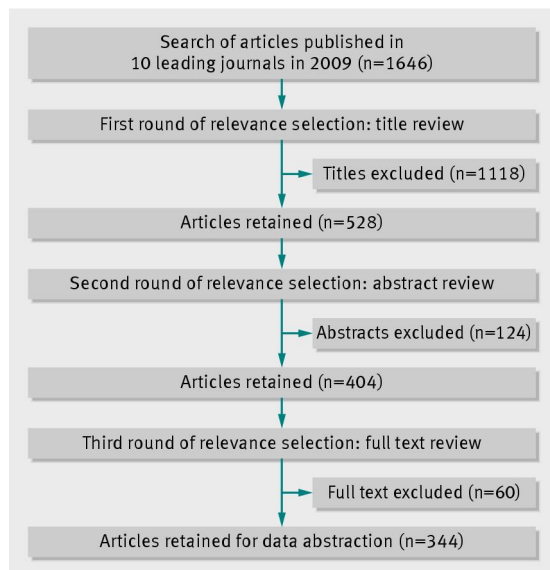 Search of articles published in
10 leading journals in 2009 (n=1646)
First round of relevance selection: title review
Titles excluded (n=1118)
Articles retained (n=528)
Second round of relevance selection: abstract review
Abstracts excluded (n=124)
Articles retained (n=404)
Third round of relevance selection: full text review
Full text excluded (n=60)
Articles retained for data abstraction (n=344)